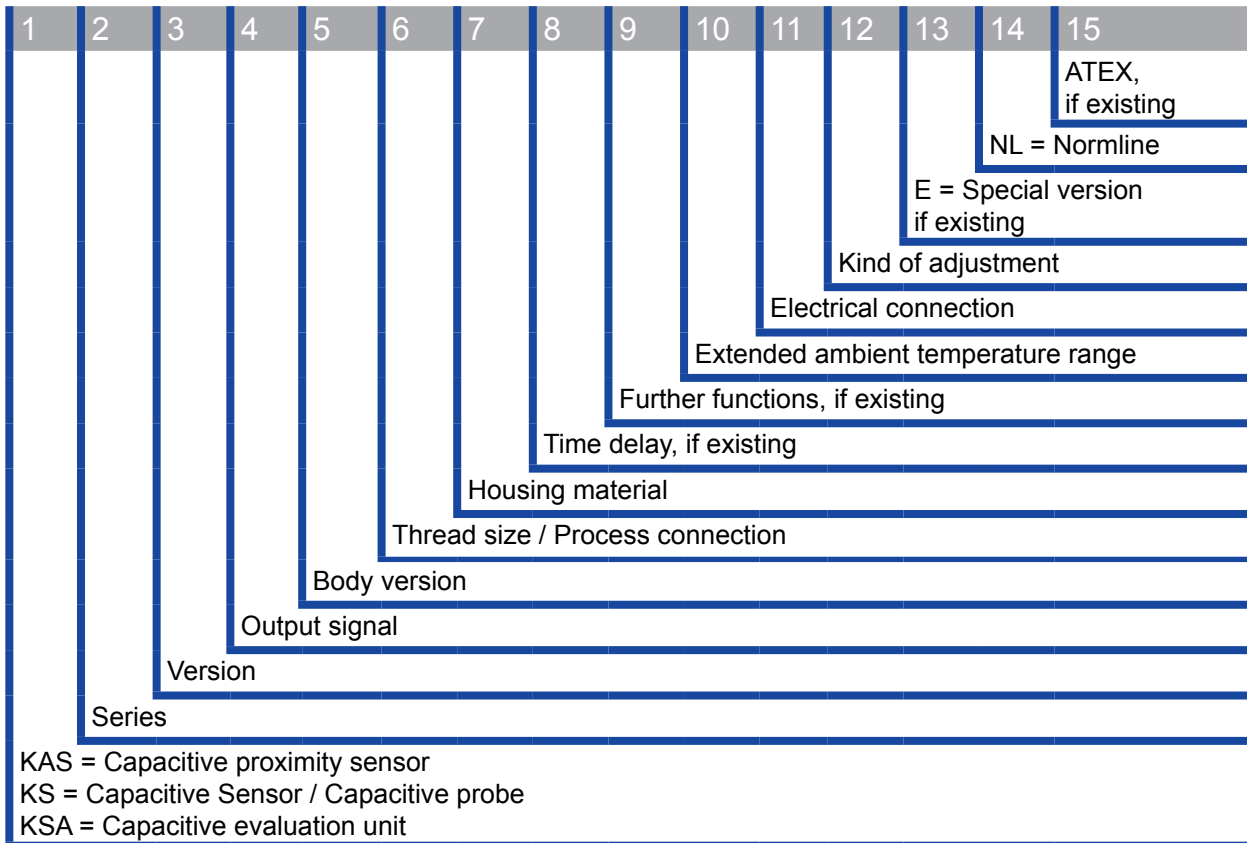 1 2 3 4 5 6 7 8 9 10 11 12 13 14 15
ATEX,
if existing
NL = Normline
E = Special version
if existing
Kind of adjustment
Electrical connection
Extended ambient temperature range
Further functions, if existing
Time delay, if existing
Housing material
Thread size / Process connection
Body version
Output signal
Version
Series
KAS = Capacitive proximity sensor
KS = Capacitive Sensor / Capacitive probe
KSA = Capacitive evaluation unit